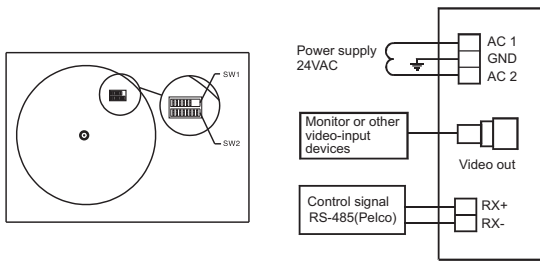 SW1
SW2
Power supply
24VAC
AC 1
GND
AC 2
Monitor or other
video-input
devices
Video out
Control signal
RS-485(Pelco)
RX+
RX-